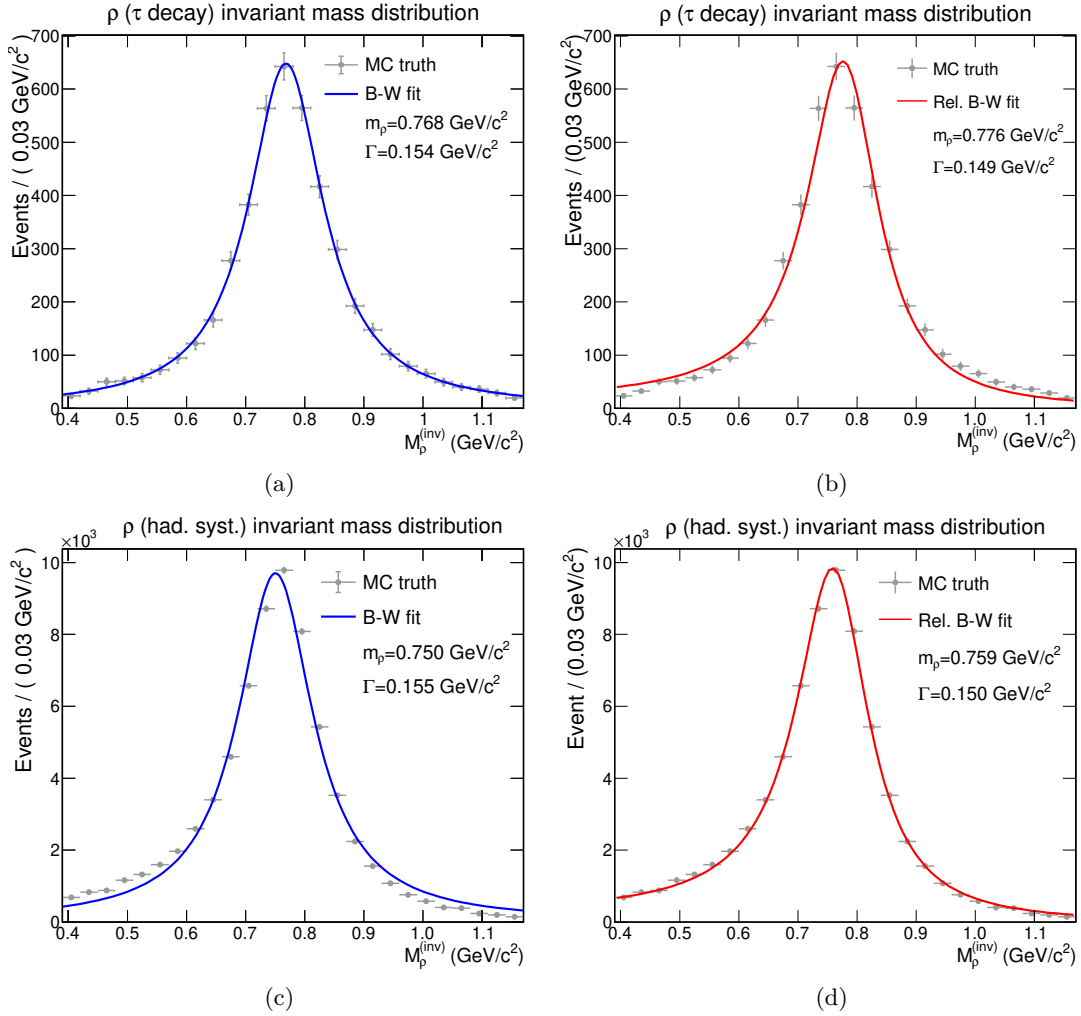 ρ (τ decay) invariant mass distribution
Events / ( 0.03 GeV/c²)
700
600
500
400
300
200
100
0
MC truth
B-W fit
mρ=0.768 GeV/c²
Γ=0.154 GeV/c²
0.4 0.5 0.6 0.7 0.8 0.9 1 1.1
Mρ^(inv) (GeV/c²)
(a)
ρ (τ decay) invariant mass distribution
Events / (0.03 GeV/c²)
700
600
500
400
300
200
100
0
MC truth
Rel. B-W fit
mρ=0.776 GeV/c²
Γ=0.149 GeV/c²
0.4 0.5 0.6 0.7 0.8 0.9 1 1.1
Mρ^(inv) (GeV/c²)
(b)
ρ (had. syst.) invariant mass distribution
×10³
Events / ( 0.03 GeV/c²)
10
8
6
4
2
0
MC truth
B-W fit
mρ=0.750 GeV/c²
Γ=0.155 GeV/c²
0.4 0.5 0.6 0.7 0.8 0.9 1.0 1.1
Mρ^(inv) (GeV/c²)
(c)
ρ (had. syst.) invariant mass distribution
×10³
Event / (0.03 GeV/c²)
10
8
6
4
2
0
MC truth
Rel. B-W fit
mρ=0.759 GeV/c²
Γ=0.150 GeV/c²
0.4 0.5 0.6 0.7 0.8 0.9 1.0 1.1
Mρ^(inv) (GeV/c²)
(d)